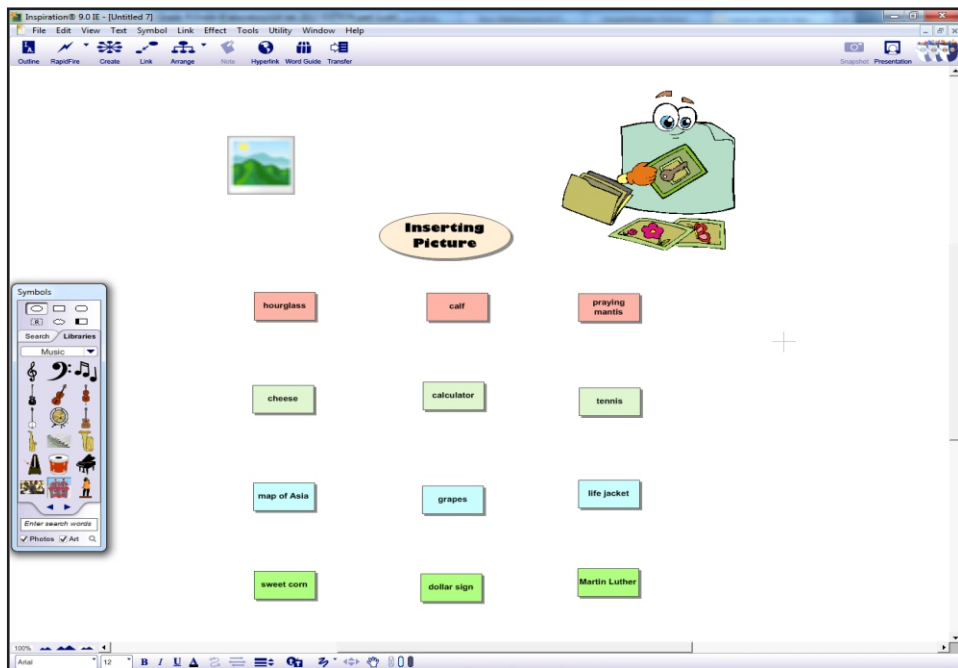 Inspiration® 9.0 IE - [Untitled 7]
File Edit View Text Symbol Link Effect Tools Utility Window Help
Outline RapidFire Create Link Arrange Note Hyperlink Word Guide Transfer Snapshot Presentation
Inserting
Picture
hourglass calf praying
mantis
cheese calculator tennis
map of Asia grapes life jacket
sweet corn dollar sign Martin Luther
Symbols
Search Libraries
Music
Enter search words
Photos Art
100%
Arial 12 B I U A